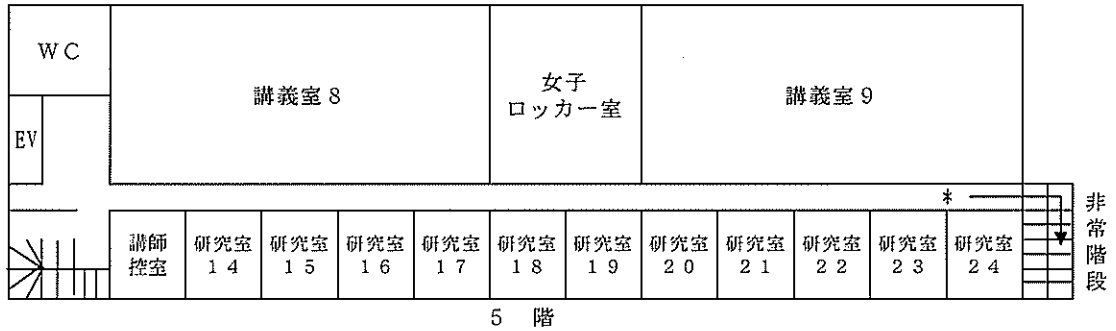 ＷＣ
講義室８
女子
ロッカー室
講義室９
EV
*
非常階段
講師
控室
研究室
１４
研究室
１５
研究室
１６
研究室
１７
研究室
１８
研究室
１９
研究室
２０
研究室
２１
研究室
２２
研究室
２３
研究室
２４
５ 階